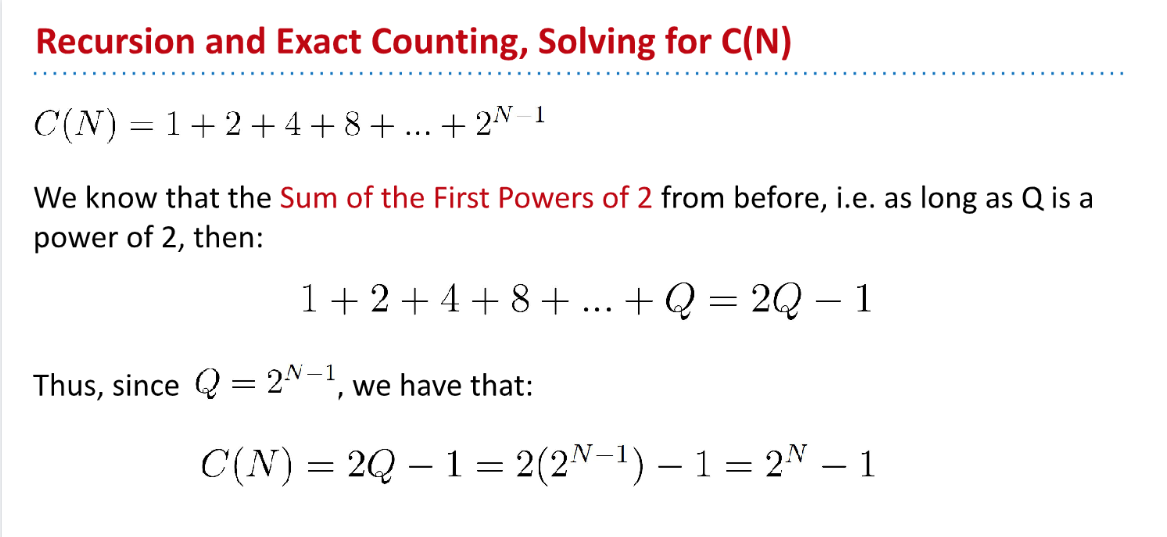 Recursion and Exact Counting, Solving for C(N)
C(N) = 1 + 2 + 4 + 8 + ... + 2^{N-1}
We know that the Sum of the First Powers of 2 from before, i.e. as long as Q is a
power of 2, then:
1 + 2 + 4 + 8 + ... + Q = 2Q − 1
Thus, since Q = 2^{N−1}, we have that:
C(N) = 2Q − 1 = 2(2^{N−1}) − 1 = 2^N − 1